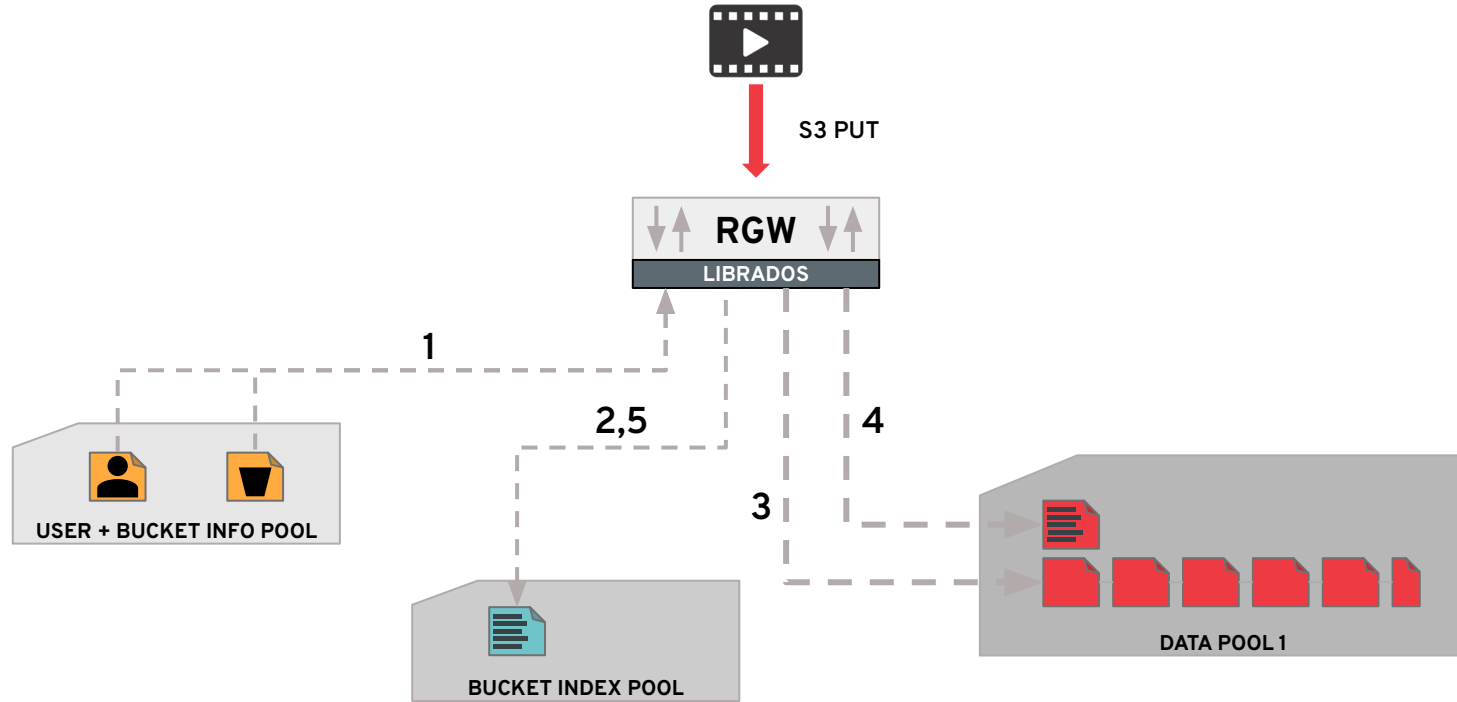 S3 PUT
RGW
LIBRADOS
1
2,5
4
3
USER + BUCKET INFO POOL
DATA POOL 1
BUCKET INDEX POOL